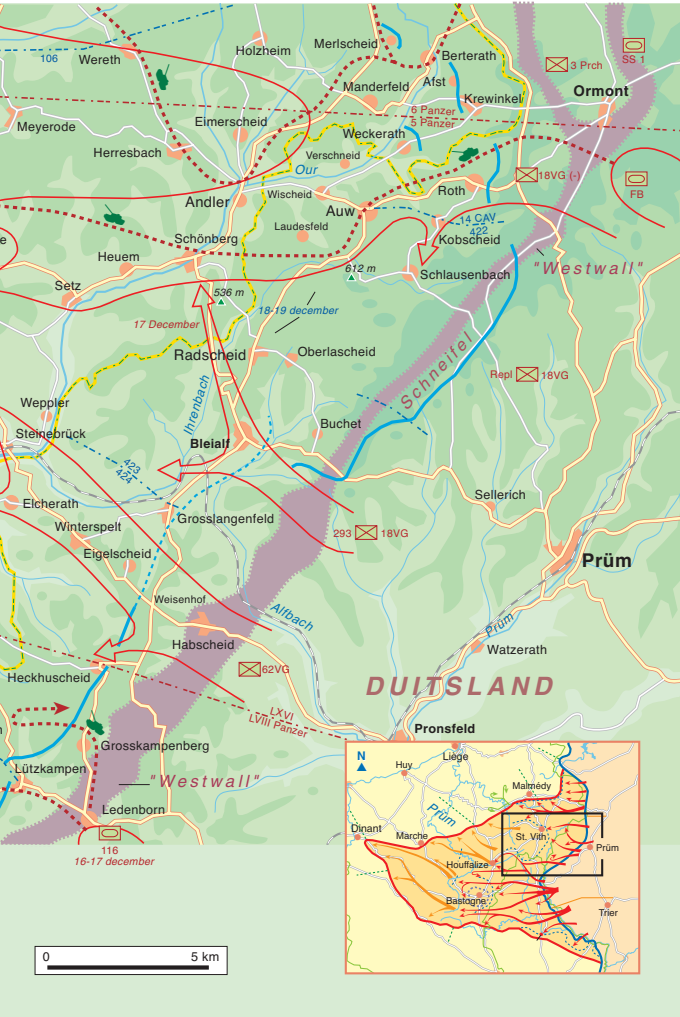 Merlscheid
SS 1
Holzheim
106
Wereth
Berterath
3 Prch
Afst
Manderfeld
Ormont
Krewinkel
6 Panzer
5 Panzer
Meyerode
Eimerscheid
Weckerath
Herresbach
Verschneid
Our
18VG (-)
FB
Wischeid
Roth
Andler
Auw
14 CAV
422
Laudesfeld
Schönberg
Kobscheid
e
Heuem
612 m
Schlausenbach
"Westwall"
Setz
536 m
18-19 december
17 December
Radscheid
Oberlascheid
Schneifel
Repl
18VG
Ihrenbach
Weppler
Buchet
Steinebrück
Bleialf
423
424
Elcherath
Sellerich
Grosslangenfeld
Winterspelt
293
18VG
Eigelscheid
Prüm
Weisenhof
Alfbach
Prüm
Habscheid
Watzerath
62VG
Heckhuscheid
DUITSLAND
LXVI
LVIII Panzer
n
Pronsfeld
Grosskampenberg
Lützkampen
"Westwall"
Ledenborn
116
16-17 december
N
Liège
Huy
Malmédy
Prüm
Dinant
Marche
St. Vith
Prüm
Houffalize
Bastogne
Trier
0
5 km